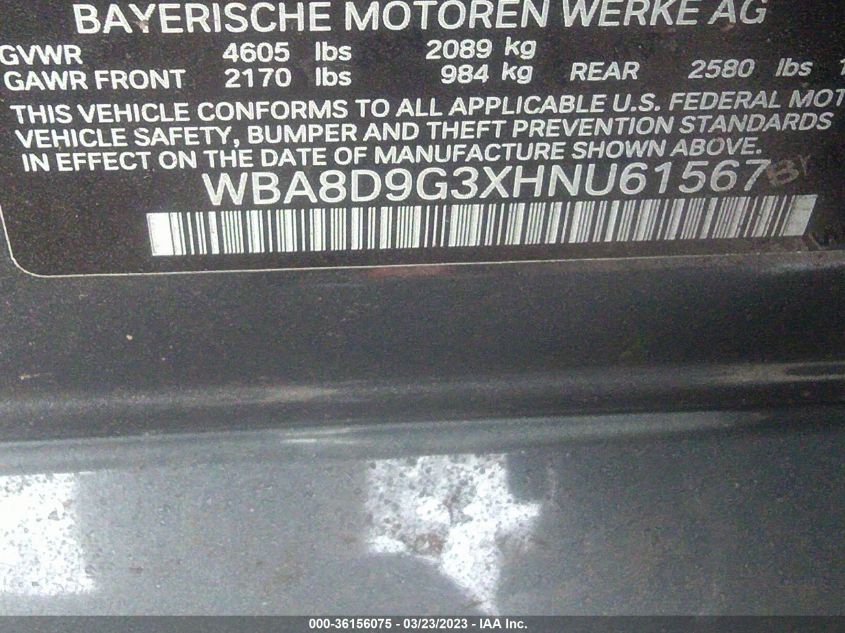 BAYERISCHE MOTOREN WERKE AG
GVWR 4605 lbs 2089 kg
GAWR FRONT 2170 lbs 984 kg REAR 2580 lbs 1
THIS VEHICLE CONFORMS TO ALL APPLICABLE U.S. FEDERAL MOT
VEHICLE SAFETY, BUMPER AND THEFT PREVENTION STANDARDS
IN EFFECT ON THE DATE OF MANUFACTURE SHOWN ABOVE.
WBA8D9G3XHNU61567
000-36156075 - 03/23/2023 - IAA Inc.